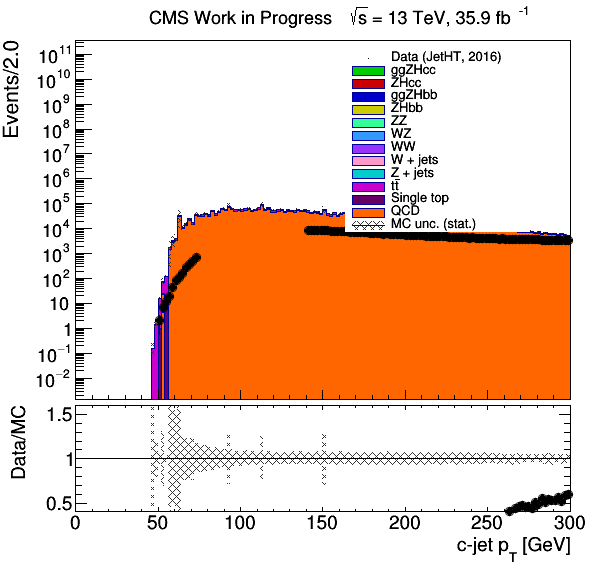 CMS Work in Progress √s = 13 TeV, 35.9 fb⁻¹
Events/2.0
10¹¹
10¹⁰
10⁹
10⁸
10⁷
10⁶
10⁵
10⁴
10³
10²
10
1
10⁻¹
10⁻²
Data (JetHT, 2016)
ggZHcc
ZHcc
ggZHbb
ZHbb
ZZ
WZ
WW
W + jets
Z + jets
tt̄
Single top
QCD
MC unc. (stat.)
Data/MC
1.5
1
0.5
0 50 100 150 200 250 300
c-jet p_T [GeV]